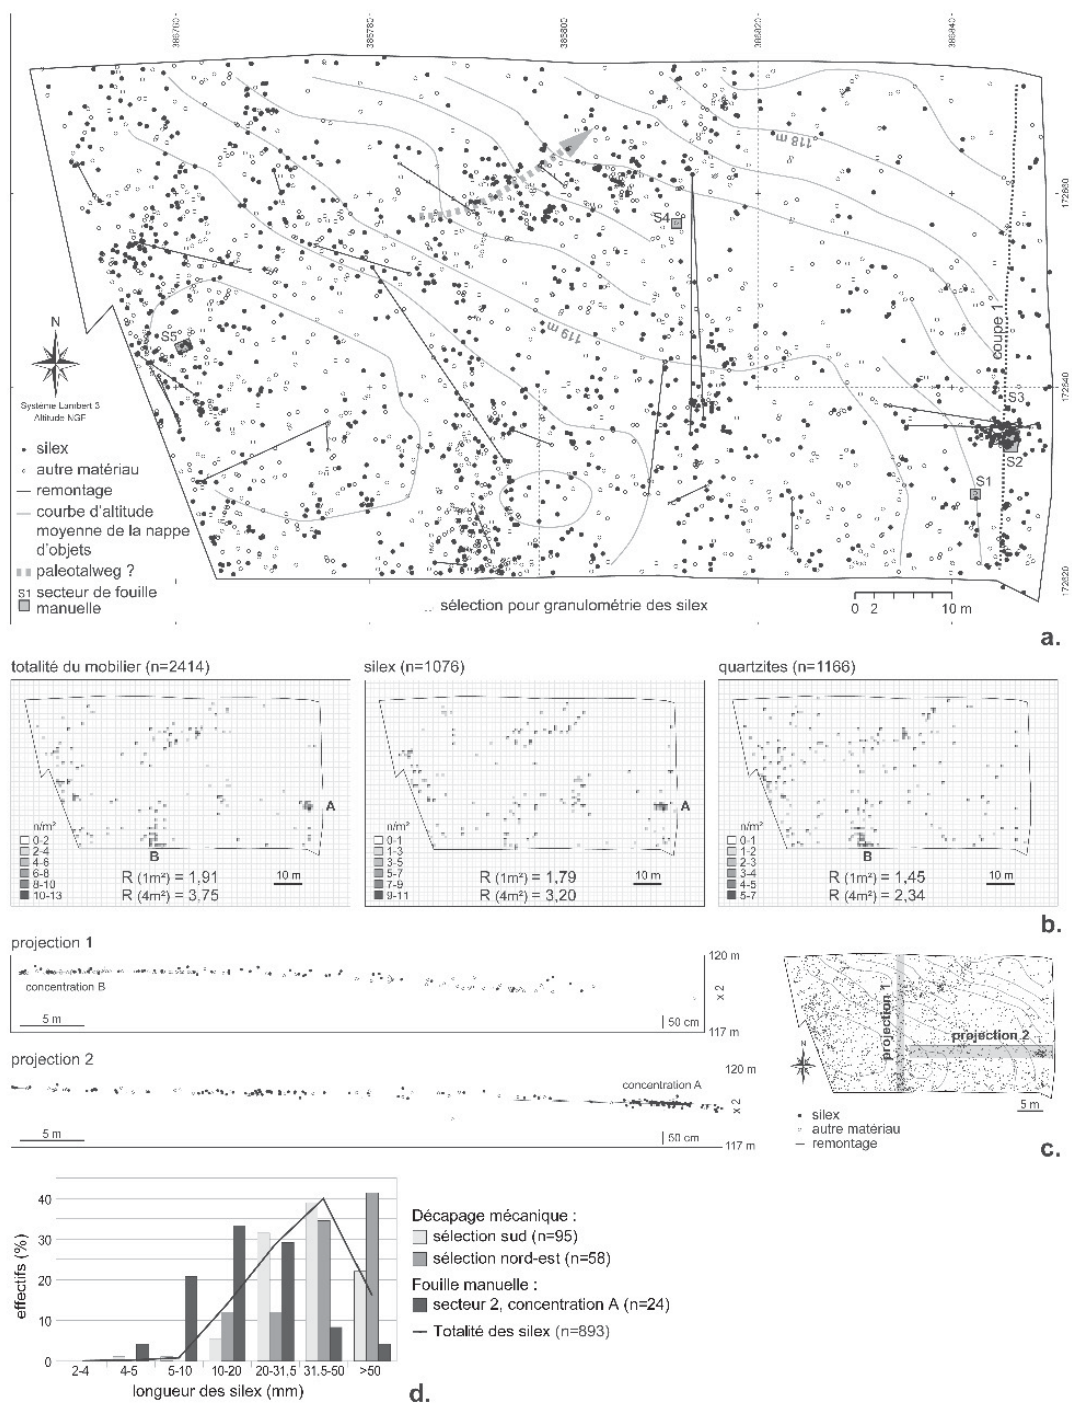 385760
385780
385800
385820
385840
118 m
172660
S4
coupe 1
119 m
S5
N
Système Lambert 3
Altitude NGF
172640
S3
S2
S1
silex
autre matériau
remontage
courbe d'altitude
moyenne de la nappe
d'objets
paleotalweg ?
S1 secteur de fouille
manuelle
sélection pour granulométrie des silex
0 2 10 m
172620
a.
totalité du mobilier (n=2414)
silex (n=1076)
quartzites (n=1166)
A
B
n/m²
0-2
2-4
4-6
6-8
8-10
10-13
R (1m²) = 1,91
R (4m²) = 3,75
10 m
A
n/m²
0-1
1-3
3-5
5-7
7-9
9-11
R (1m²) = 1,79
R (4m²) = 3,20
10 m
B
n/m²
0-1
1-2
2-3
3-4
4-5
5-7
R (1m²) = 1,45
R (4m²) = 2,34
10 m
b.
projection 1
concentration B
5 m
50 cm
120 m
x 2
117 m
projection 2
concentration A
5 m
50 cm
120 m
x 2
117 m
projection 1
projection 2
N
5 m
silex
autre matériau
remontage
c.
effectifs (%)
40
30
20
10
0
2-4 4-5 5-10 10-20 20-31,5 31.5-50 >50
longueur des silex (mm)
Décapage mécanique :
sélection sud (n=95)
sélection nord-est (n=58)
Fouille manuelle :
secteur 2, concentration A (n=24)
Totalité des silex (n=893)
d.